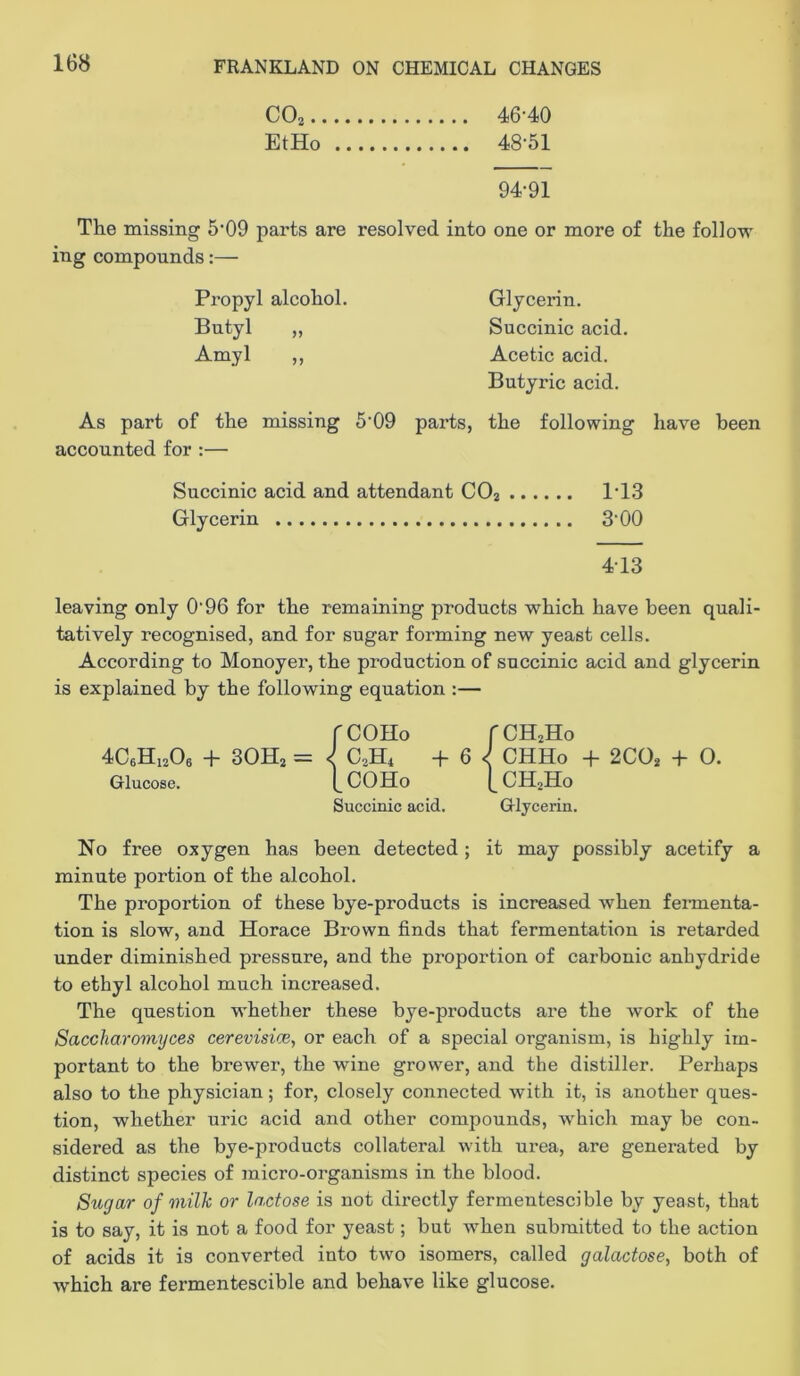 168 FRANKLAND ON CHEMICAL CHANGES
CO₂................ 46·40
EtHo ............. 48·51
94·91
The missing 5·09 parts are resolved into one or more of the follow
ing compounds:—
Propyl alcohol. Glycerin.
Butyl „ Succinic acid.
Amyl „ Acetic acid.
Butyric acid.
As part of the missing 5·09 parts, the following have been
accounted for :—
Succinic acid and attendant CO₂ ...... 1·13
Glycerin ............................ 3·00
4·13
leaving only 0·96 for the remaining products which have been quali-
tatively recognised, and for sugar forming new yeast cells.
According to Monoyer, the production of succinic acid and glycerin
is explained by the following equation :—
{COHo {CH₂Ho
4C₆H₁₂O₆ + 3OH₂ = {C₂H₄ + 6 {CHHo + 2CO₂ + O.
Glucose. {COHo {CH₂Ho
Succinic acid. Glycerin.
No free oxygen has been detected; it may possibly acetify a
minute portion of the alcohol.
The proportion of these bye-products is increased when fermenta-
tion is slow, and Horace Brown finds that fermentation is retarded
under diminished pressure, and the proportion of carbonic anhydride
to ethyl alcohol much increased.
The question whether these bye-products are the work of the
Saccharomyces cerevisiæ, or each of a special organism, is highly im-
portant to the brewer, the wine grower, and the distiller. Perhaps
also to the physician; for, closely connected with it, is another ques-
tion, whether uric acid and other compounds, which may be con-
sidered as the bye-products collateral with urea, are generated by
distinct species of micro-organisms in the blood.
Sugar of milk or lactose is not directly fermentescible by yeast, that
is to say, it is not a food for yeast; but when submitted to the action
of acids it is converted into two isomers, called galactose, both of
which are fermentescible and behave like glucose.